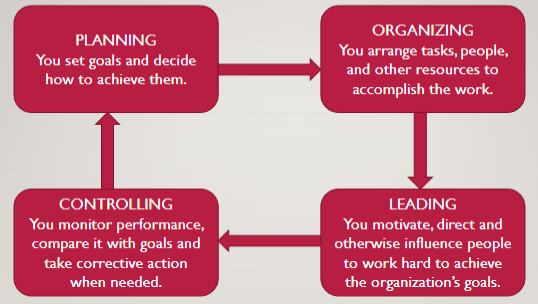 PLANNING
You set goals and decide
how to achieve them.
ORGANIZING
You arrange tasks, people,
and other resources to
accomplish the work.
CONTROLLING
You monitor performance,
compare it with goals and
take corrective action
when needed.
LEADING
You motivate, direct and
otherwise influence people
to work hard to achieve
the organization's goals.